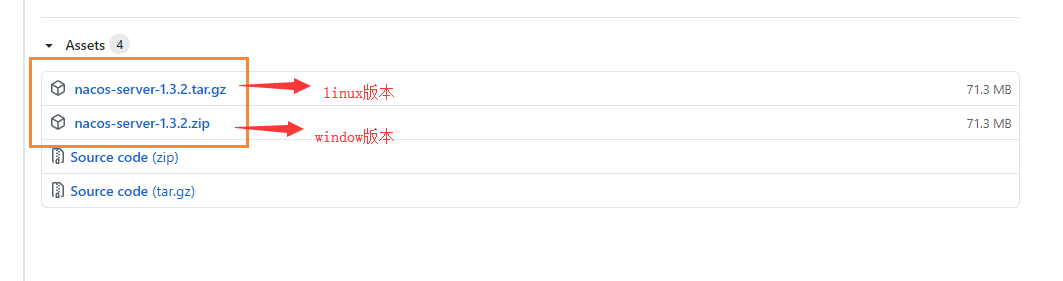 Assets 4
nacos-server-1.3.2.tar.gz linux版本 71.3 MB
nacos-server-1.3.2.zip window版本 71.3 MB
Source code (zip)
Source code (tar.gz)